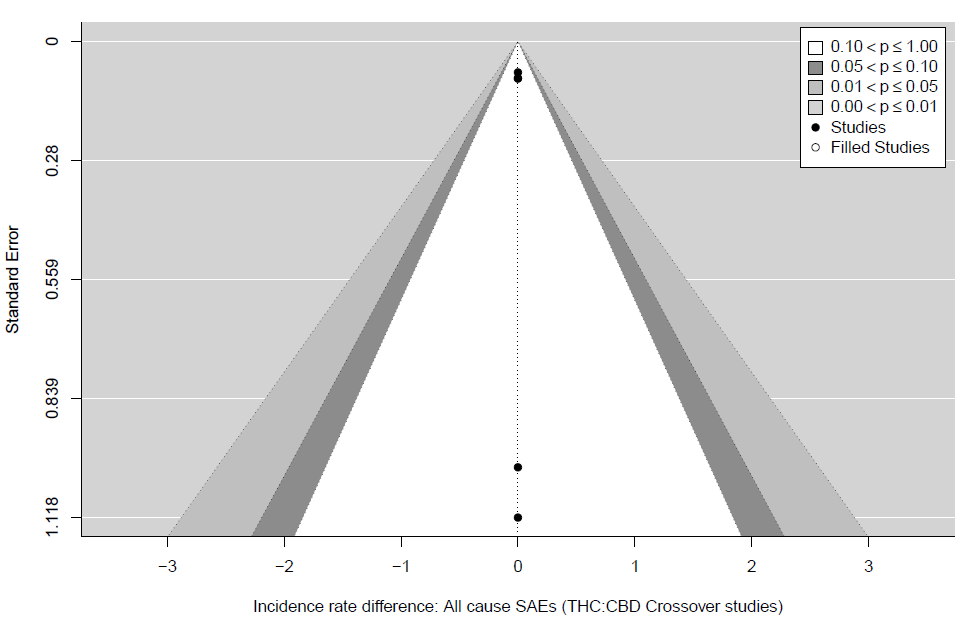 0.10 < p ≤ 1.00
0.05 < p ≤ 0.10
0.01 < p ≤ 0.05
0.00 < p ≤ 0.01
Studies
Filled Studies
Standard Error
0
0.28
0.559
0.839
1.118
−3
−2
−1
0
1
2
3
Incidence rate difference: All cause SAEs (THC:CBD Crossover studies)